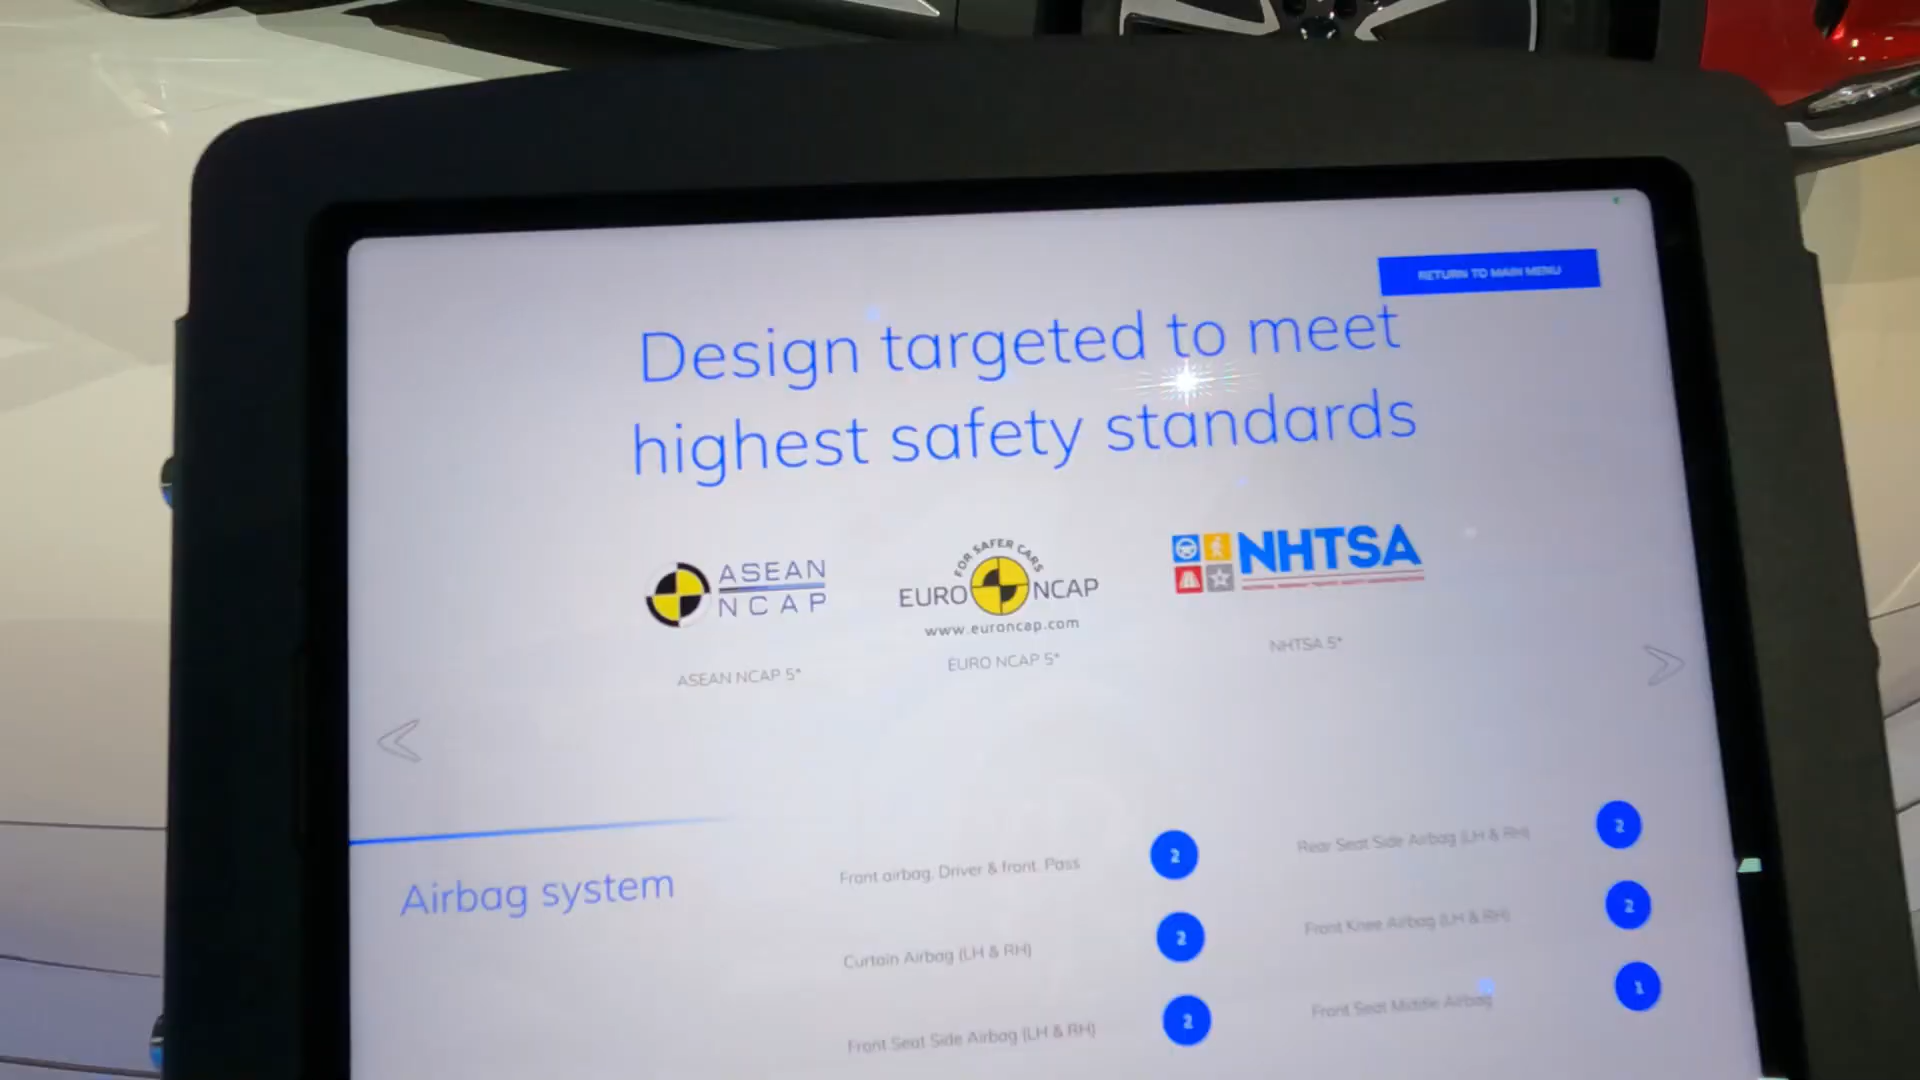 RETURN TO MAIN MENU
Design targeted to meet
highest safety standards
ASEAN
NCAP
FOR SAFER CARS
EURO NCAP
www.euroncap.com
NHTSA
ASEAN NCAP 5*
EURO NCAP 5*
NHTSA 5*
Airbag system
Front airbag. Driver & front. Pass
2
Curtain Airbag (LH & RH)
2
Front Seat Side Airbag (LH & RH)
2
Rear Seat Side Airbag (LH & RH)
2
Front Knee Airbag (LH & RH)
2
Front Seat Middle Airbag
1